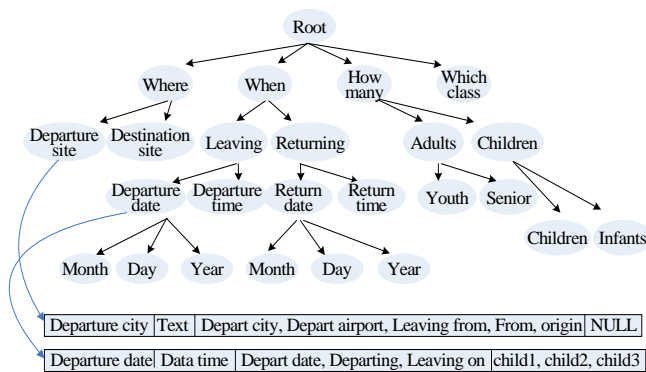 Root
Where
When
How many
Which class
Departure site
Destination site
Leaving
Returning
Adults
Children
Departure date
Departure time
Return date
Return time
Youth
Senior
Children
Infants
Month
Day
Year
Month
Day
Year
Departure city Text Depart city, Depart airport, Leaving from, From, origin NULL
Departure date Data time Depart date, Departing, Leaving on child1, child2, child3